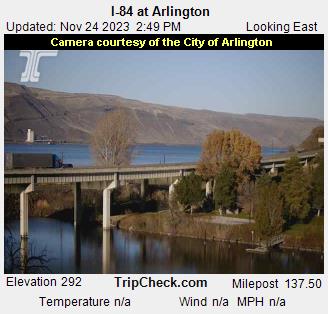 I-84 at Arlington
Updated: Nov 24 2023 2:49 PM Looking East
Camera courtesy of the City of Arlington
Elevation 292 TripCheck.com Milepost 137.50
Temperature n/a Wind n/a MPH n/a